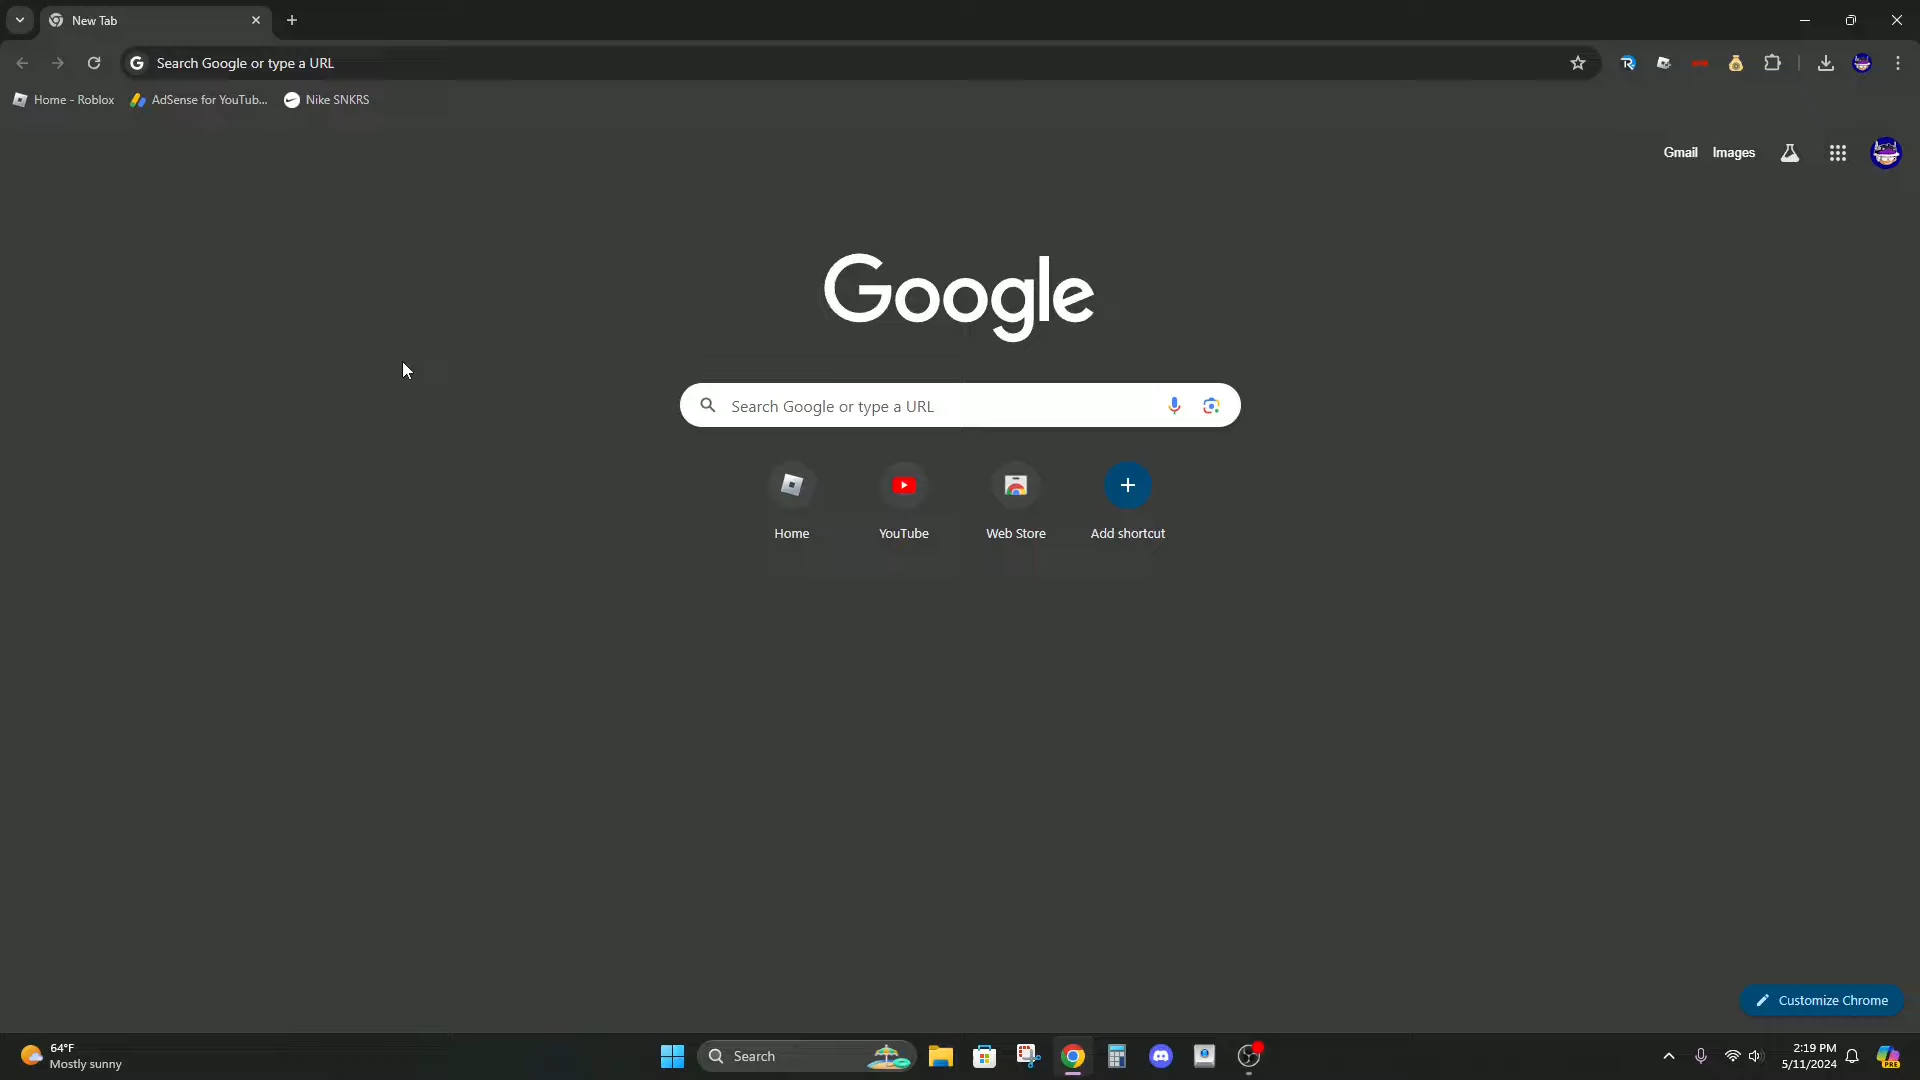 New Tab
Search Google or type a URL
Home - Roblox
AdSense for YouTub...
Nike SNKRS
Gmail
Images
Google
Search Google or type a URL
Home
YouTube
Web Store
Add shortcut
Customize Chrome
64°F
Mostly sunny
Search
2:19 PM
5/11/2024
PRE